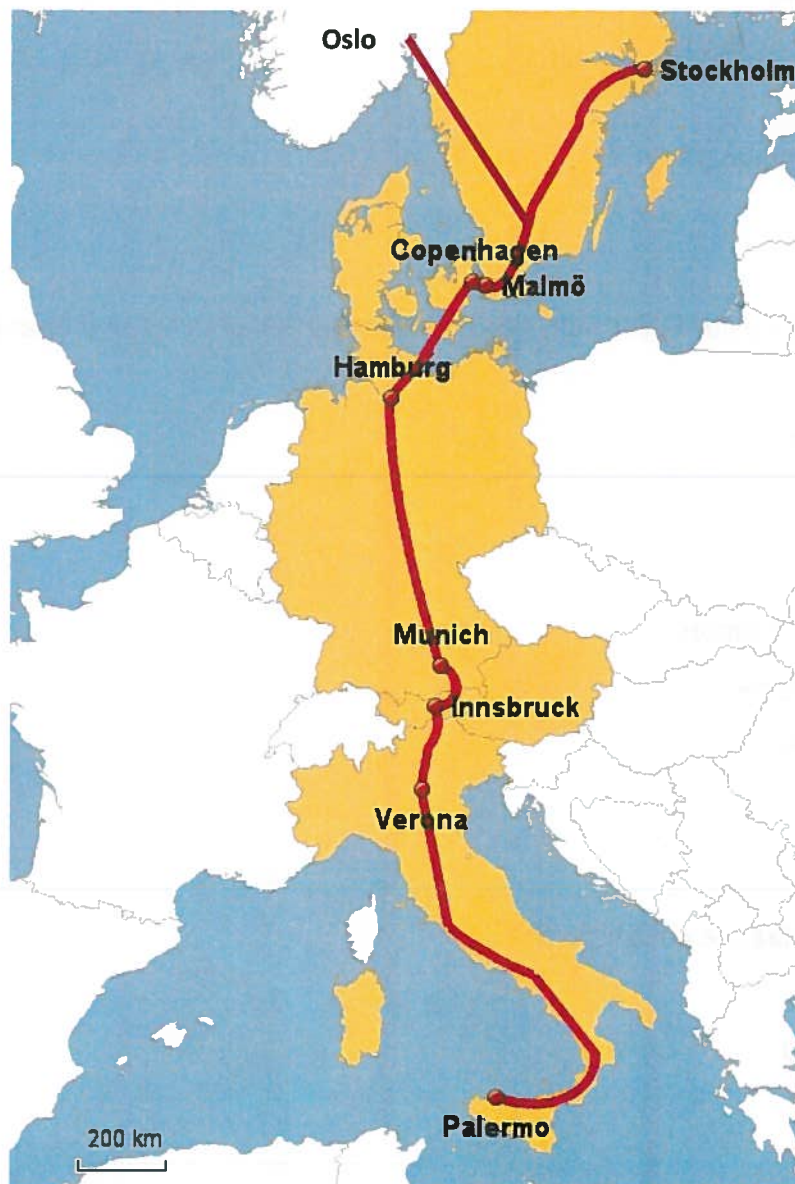 Oslo
Stockholm
Copenhagen
Malmö
Hamburg
Munich
Innsbruck
Verona
Palermo
200 km